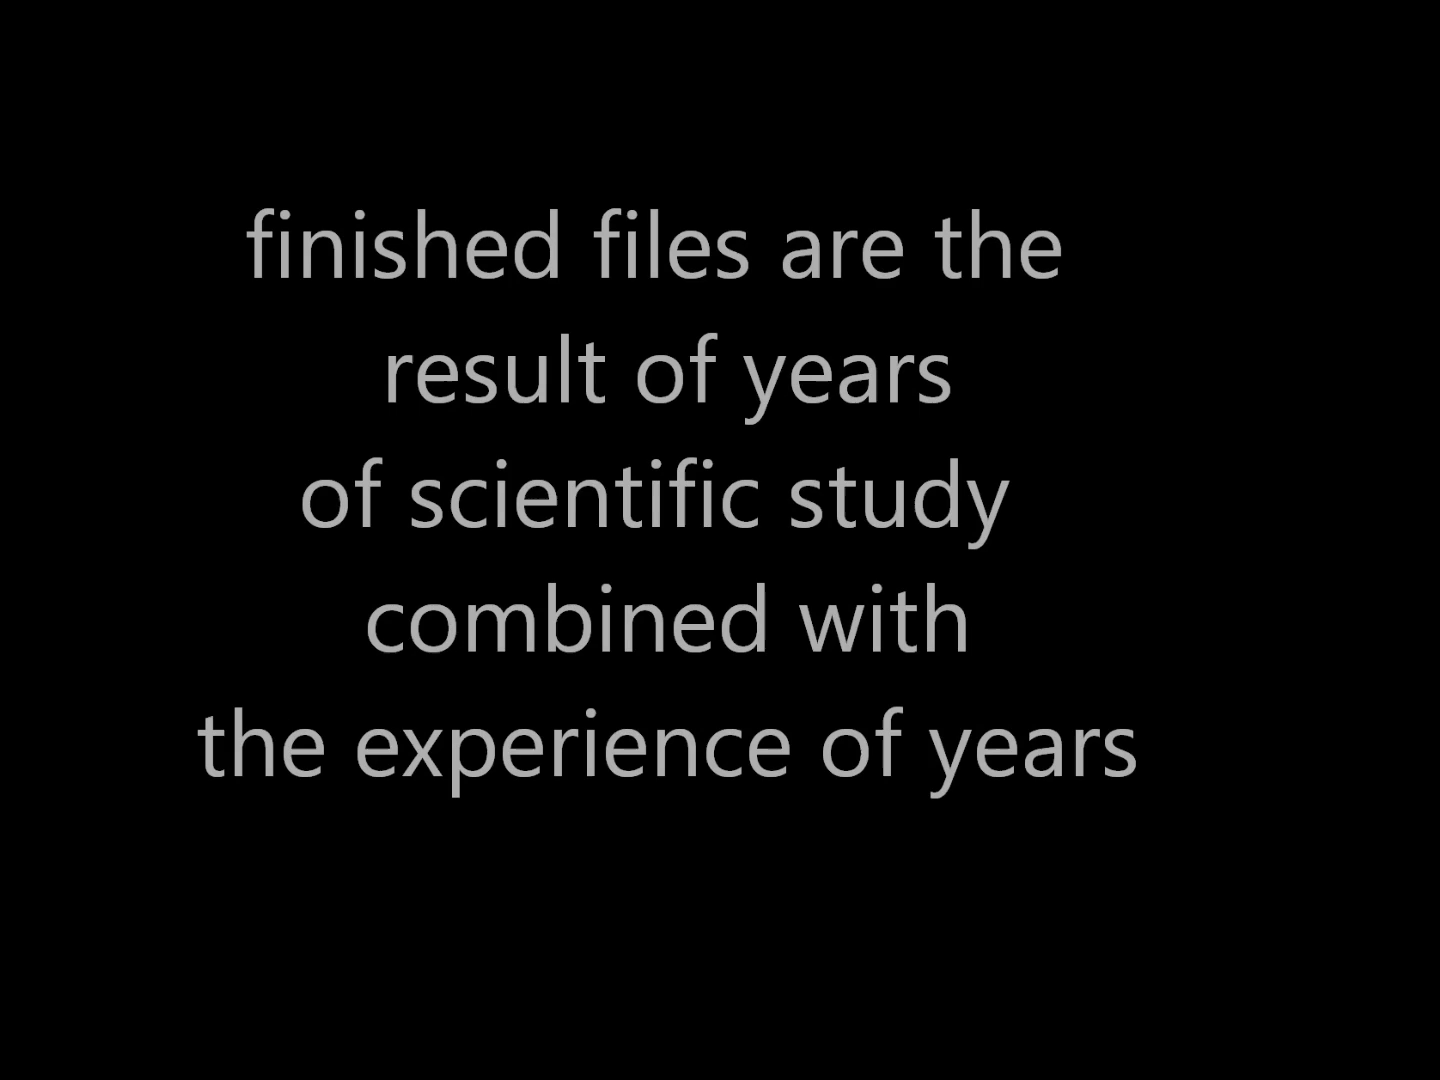 finished files are the
result of years
of scientific study
combined with
the experience of years